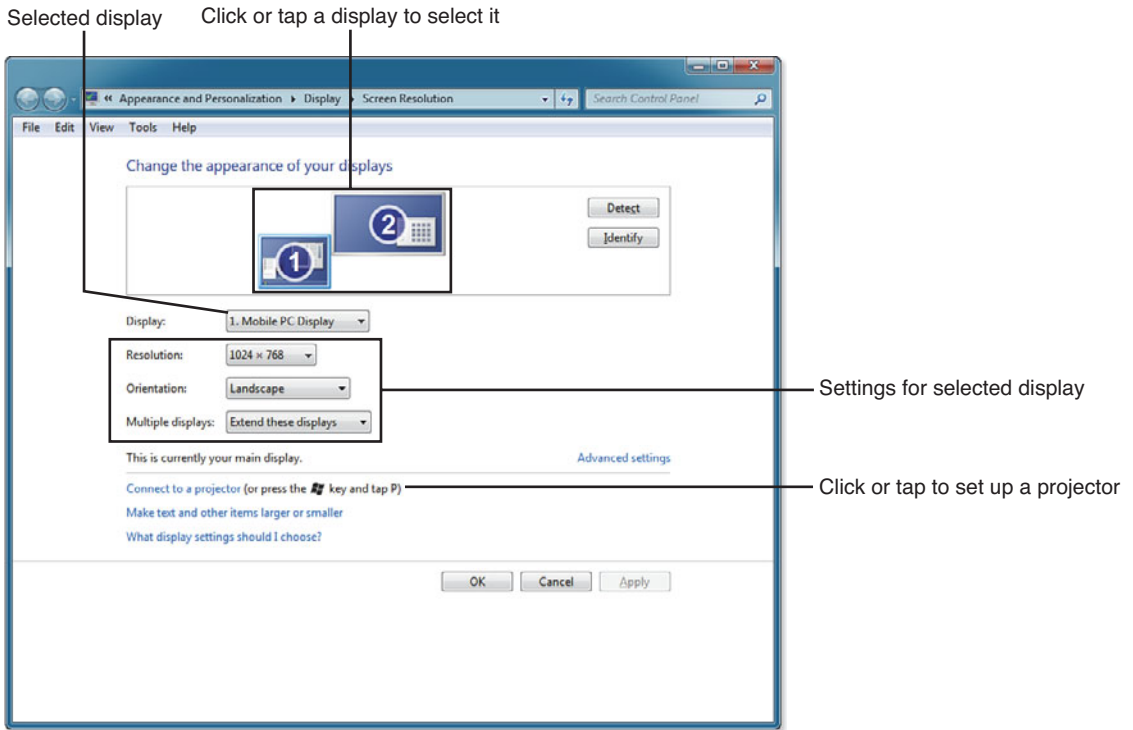 Selected display
Click or tap a display to select it
« Appearance and Personalization ▸ Display ▸ Screen Resolution
Search Control Panel
File Edit View Tools Help
Change the appearance of your displays
1
2
Detect
Identify
Display: 1. Mobile PC Display
Resolution: 1024 × 768
Orientation: Landscape
Settings for selected display
Multiple displays: Extend these displays
This is currently your main display. Advanced settings
Connect to a projector (or press the key and tap P)
Click or tap to set up a projector
Make text and other items larger or smaller
What display settings should I choose?
OK Cancel Apply